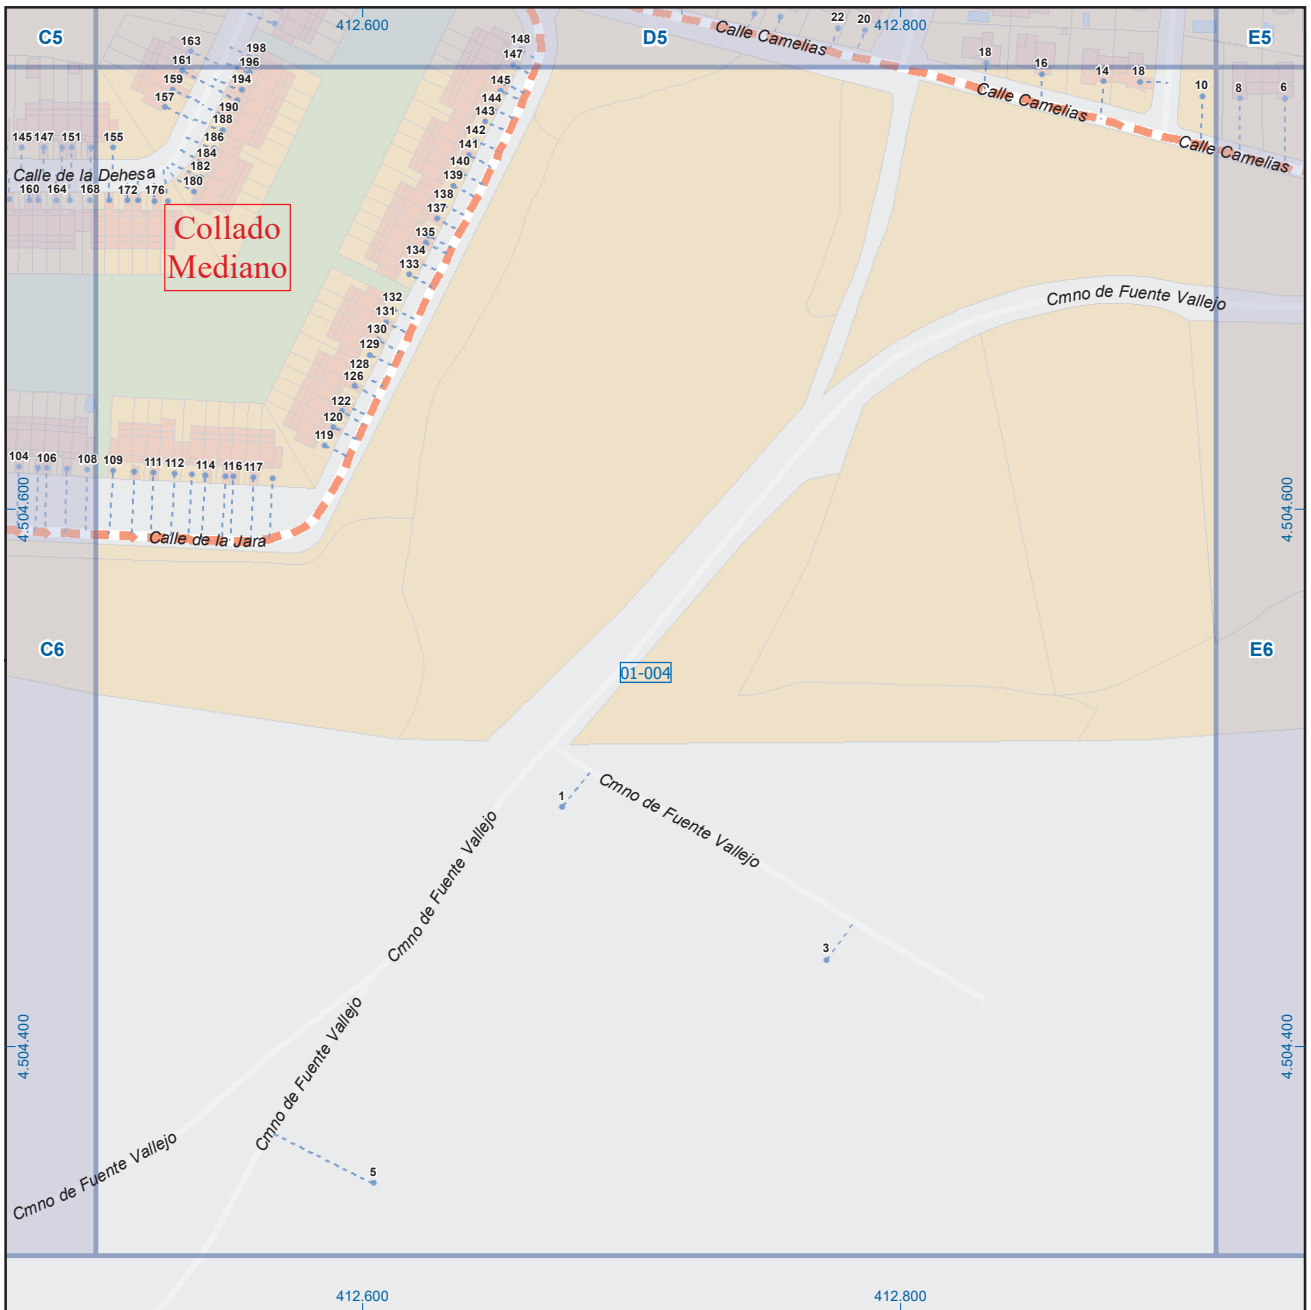 412.600
412.800
C5
D5
E5
148
147
145
144
143
142
141
140
139
138
137
135
134
133
132
131
130
129
128
126
122
120
119
163
161
159
157
198
196
194
190
188
186
184
182
180
22
20
Calle Camelias
18
16
14
18
10
8
6
Calle Camelias
Calle Camelias
145 147 151 155
Calle de la Dehesa
160 164 168 172 176
Collado
Mediano
Cmno de Fuente Vallejo
104 106 108 109 111 112 114 116 117
4.504.600
4.504.600
Calle de la Jara
C6
E6
01-004
1
Cmno de Fuente Vallejo
Cmno de Fuente Vallejo
3
Cmno de Fuente Vallejo
4.504.400
4.504.400
Cmno de Fuente Vallejo
5
412.600
412.800